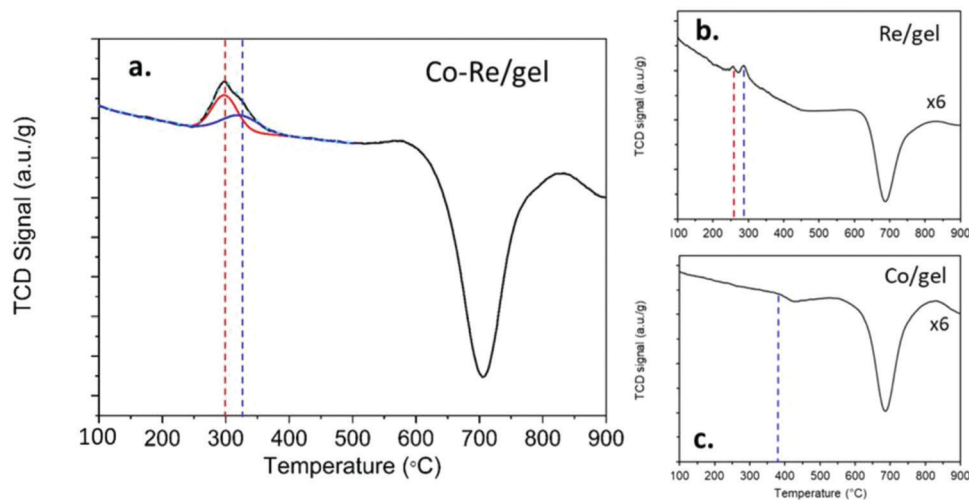 a.
Co-Re/gel
TCD Signal (a.u./g)
100 200 300 400 500 600 700 800 900
Temperature (°C)
b.
Re/gel
x6
TCD signal (a.u/g)
100 200 300 400 500 600 700 800 900
Co/gel
x6
TCD signal (a.u/g)
c.
100 200 300 400 500 600 700 800 900
Temperature (°C)